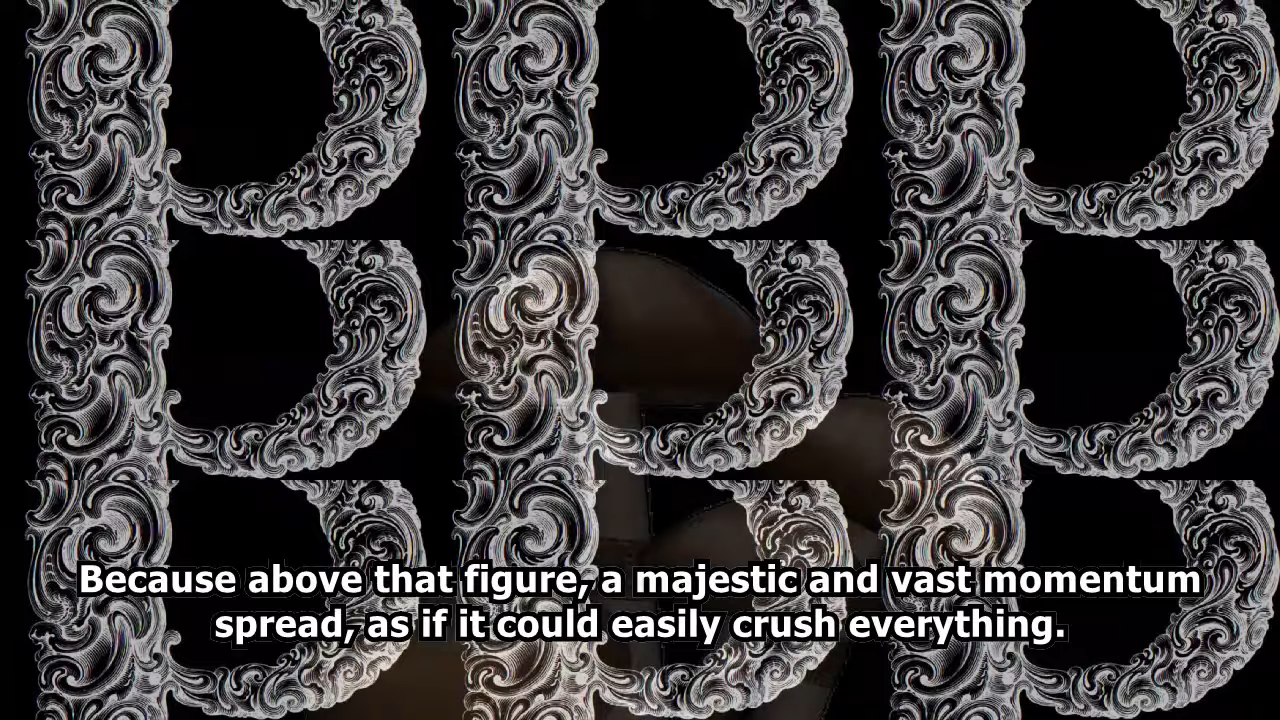 Because above that figure, a majestic and vast momentum
spread, as if it could easily crush everything.